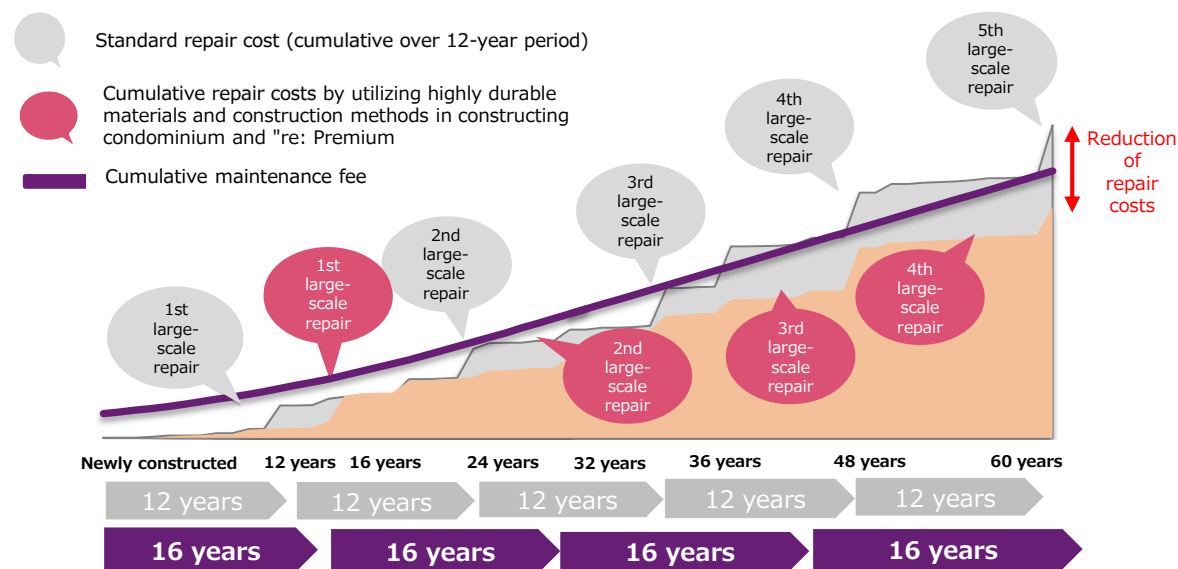 Standard repair cost (cumulative over 12-year period)
Cumulative repair costs by utilizing highly durable
materials and construction methods in constructing
condominium and "re: Premium
Cumulative maintenance fee
1st
large-
scale
repair
1st
large-
scale
repair
2nd
large-
scale
repair
2nd
large-
scale
repair
3rd
large-
scale
repair
3rd
large-
scale
repair
4th
large-
scale
repair
4th
large-
scale
repair
5th
large-
scale
repair
Reduction
of
repair
costs
Newly constructed
12 years
16 years
24 years
32 years
36 years
48 years
60 years
12 years
12 years
12 years
12 years
12 years
16 years
16 years
16 years
16 years